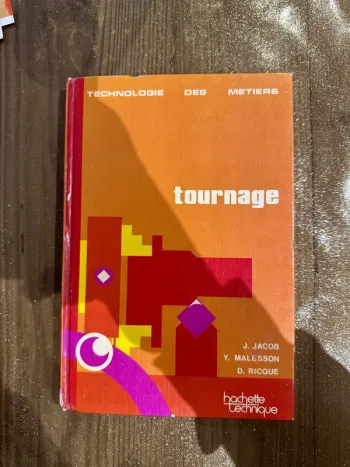 TECHNOLOGIE DES METIERS
tournage
J. JACOB
Y. MALESSON
D. RICQUE
hachette
technique